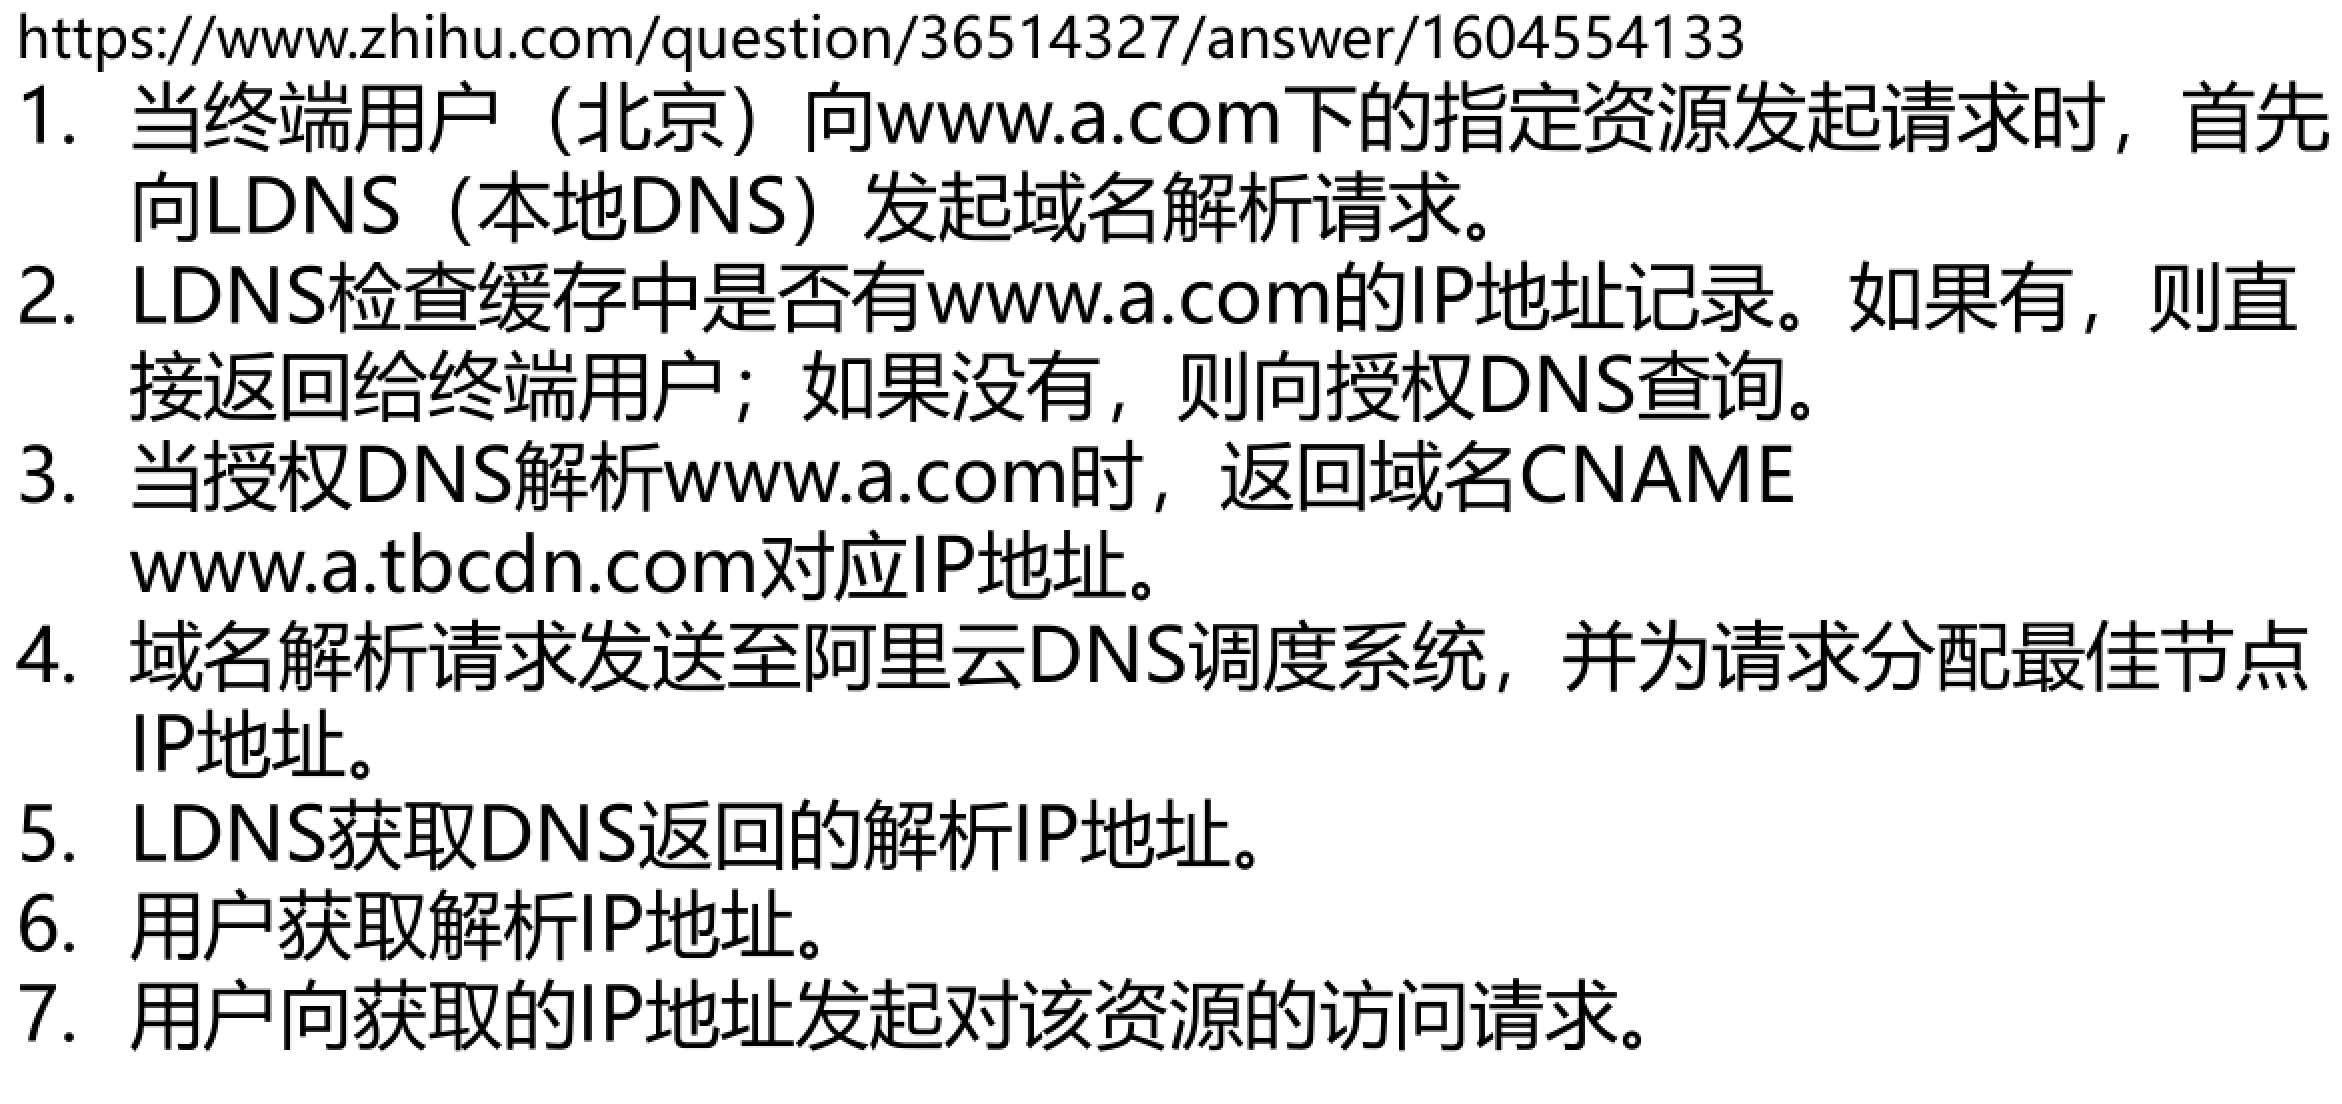 https://www.zhihu.com/question/36514327/answer/1604554133
1. 当终端用户（北京）向www.a.com下的指定资源发起请求时，首先
向LDNS（本地DNS）发起域名解析请求。
2. LDNS检查缓存中是否有www.a.com的IP地址记录。如果有，则直
接返回给终端用户；如果没有，则向授权DNS查询。
3. 当授权DNS解析www.a.com时，返回域名CNAME
www.a.tbcdn.com对应IP地址。
4. 域名解析请求发送至阿里云DNS调度系统，并为请求分配最佳节点
IP地址。
5. LDNS获取DNS返回的解析IP地址。
6. 用户获取解析IP地址。
7. 用户向获取的IP地址发起对该资源的访问请求。